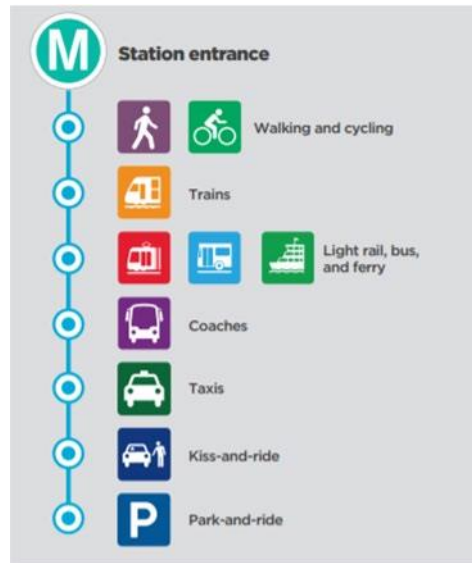 M
Station entrance
Walking and cycling
Trains
Light rail, bus,
and ferry
Coaches
Taxis
Kiss-and-ride
P
Park-and-ride